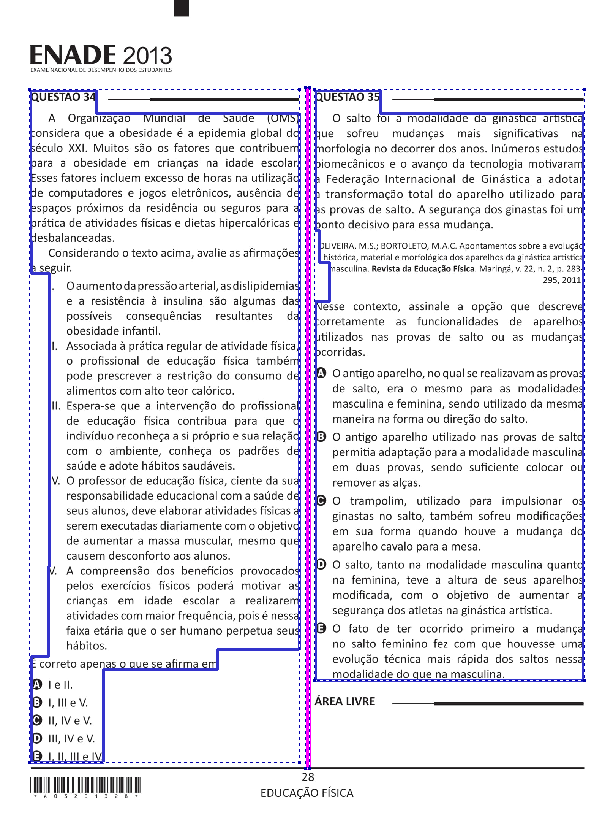 ENADE 2013
EXAME NACIONAL DE DESEMPENHO DOS ESTUDANTES
QUESTÃO 34
A Organização Mundial de Saúde (OMS)
considera que a obesidade é a epidemia global do
século XXI. Muitos são os fatores que contribuem
para a obesidade em crianças na idade escolar.
Esses fatores incluem excesso de horas na utilização
de computadores e jogos eletrônicos, ausência de
espaços próximos da residência ou seguros para a
prática de atividades físicas e dietas hipercalóricas e
desbalanceadas.
Considerando o texto acima, avalie as afirmações
a seguir.
I. O aumento da pressão arterial, as dislipidemias
e a resistência à insulina são algumas das
possíveis consequências resultantes da
obesidade infantil.
II. Associada à prática regular de atividade física,
o profissional de educação física também
pode prescrever a restrição do consumo de
alimentos com alto teor calórico.
III. Espera-se que a intervenção do profissional
de educação física contribua para que o
indivíduo reconheça a si próprio e sua relação
com o ambiente, conheça os padrões de
saúde e adote hábitos saudáveis.
IV. O professor de educação física, ciente da sua
responsabilidade educacional com a saúde de
seus alunos, deve elaborar atividades físicas a
serem executadas diariamente com o objetivo
de aumentar a massa muscular, mesmo que
causem desconforto aos alunos.
V. A compreensão dos benefícios provocados
pelos exercícios físicos poderá motivar as
crianças em idade escolar a realizarem
atividades com maior frequência, pois é nessa
faixa etária que o ser humano perpetua seus
hábitos.
É correto apenas o que se afirma em
A I e II.
B I, III e V.
C II, IV e V.
D III, IV e V.
E I, II, III e IV.
QUESTÃO 35
O salto foi a modalidade da ginástica artística
que sofreu mudanças mais significativas na
morfologia no decorrer dos anos. Inúmeros estudos
biomecânicos e o avanço da tecnologia motivaram
a Federação Internacional de Ginástica a adotar
a transformação total do aparelho utilizado para
as provas de salto. A segurança dos ginastas foi um
ponto decisivo para essa mudança.
OLIVEIRA, M.S.; BORTOLETO, M.A.C. Apontamentos sobre a evolução
histórica, material e morfológica dos aparelhos da ginástica artística
masculina. Revista da Educação Física. Maringá, v. 22, n. 2, p. 283-
295, 2011.
Nesse contexto, assinale a opção que descreve
corretamente as funcionalidades de aparelhos
utilizados nas provas de salto ou as mudanças
ocorridas.
A O antigo aparelho, no qual se realizavam as provas
de salto, era o mesmo para as modalidades
masculina e feminina, sendo utilizado da mesma
maneira na forma ou direção do salto.
B O antigo aparelho utilizado nas provas de salto
permitia adaptação para a modalidade masculina
em duas provas, sendo suficiente colocar ou
remover as alças.
C O trampolim, utilizado para impulsionar os
ginastas no salto, também sofreu modificações
em sua forma quando houve a mudança do
aparelho cavalo para a mesa.
D O salto, tanto na modalidade masculina quanto
na feminina, teve a altura de seus aparelhos
modificada, com o objetivo de aumentar a
segurança dos atletas na ginástica artística.
E O fato de ter ocorrido primeiro a mudança
no salto feminino fez com que houvesse uma
evolução técnica mais rápida dos saltos nessa
modalidade do que na masculina.
ÁREA LIVRE
28
EDUCAÇÃO FÍSICA